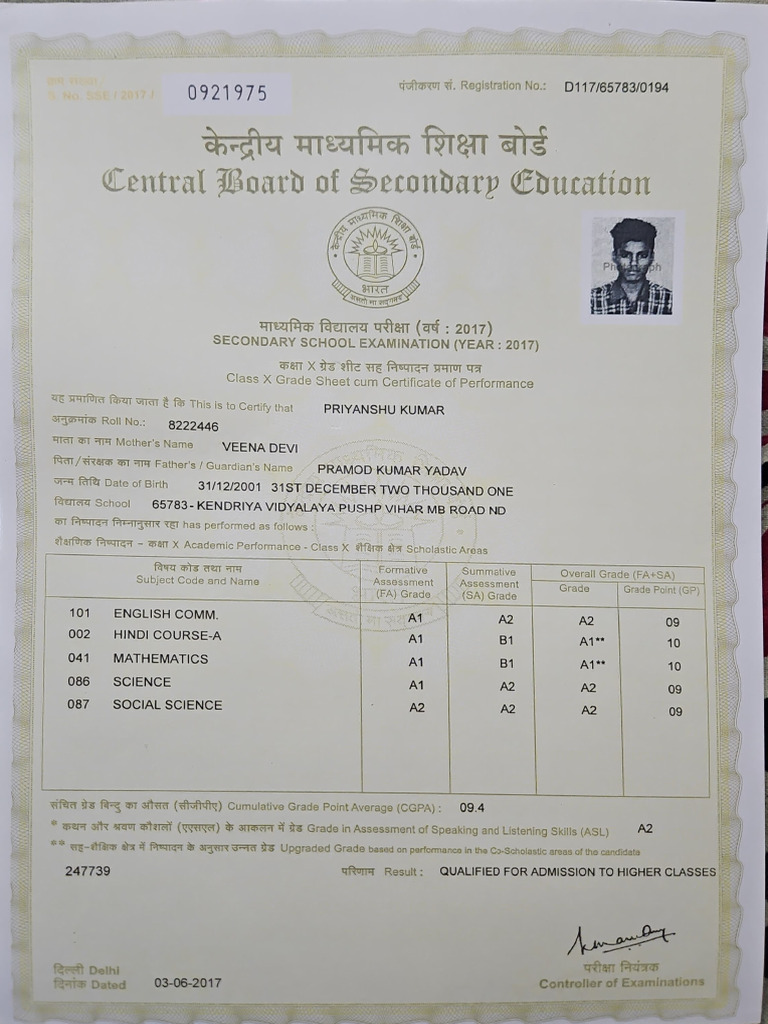 क्रम संख्या /
S. No. SSE / 2017 / 0921975
पंजीकरण सं. Registration No.: D117/65783/0194
केन्द्रीय माध्यमिक शिक्षा बोर्ड
Central Board of Secondary Education
केन्द्रीय माध्यमिक शिक्षा बोर्ड
भारत
असतो मा सद्गमय
Photograph
माध्यमिक विद्यालय परीक्षा (वर्ष : 2017)
SECONDARY SCHOOL EXAMINATION (YEAR : 2017)
कक्षा X ग्रेड शीट सह निष्पादन प्रमाण पत्र
Class X Grade Sheet cum Certificate of Performance
यह प्रमाणित किया जाता है कि This is to Certify that PRIYANSHU KUMAR
अनुक्रमांक Roll No.: 8222446
माता का नाम Mother's Name VEENA DEVI
पिता/संरक्षक का नाम Father's / Guardian's Name PRAMOD KUMAR YADAV
जन्म तिथि Date of Birth 31/12/2001 31ST DECEMBER TWO THOUSAND ONE
विद्यालय School 65783- KENDRIYA VIDYALAYA PUSHP VIHAR MB ROAD ND
का निष्पादन निम्नानुसार रहा has performed as follows :
शैक्षणिक निष्पादन – कक्षा X Academic Performance - Class X शैक्षिक क्षेत्र Scholastic Areas
विषय कोड तथा नाम
Subject Code and Name
Formative Assessment (FA) Grade
Summative Assessment (SA) Grade
Overall Grade (FA+SA)
Grade Grade Point (GP)
101 ENGLISH COMM. A1 A2 A2 09
002 HINDI COURSE-A A1 B1 A1** 10
041 MATHEMATICS A1 B1 A1** 10
086 SCIENCE A1 A2 A2 09
087 SOCIAL SCIENCE A2 A2 A2 09
संचित ग्रेड बिन्दु का औसत (सीजीपीए) Cumulative Grade Point Average (CGPA) : 09.4
* कथन और श्रवण कौशलों (एएसएल) के आकलन में ग्रेड Grade in Assessment of Speaking and Listening Skills (ASL) A2
** सह-शैक्षिक क्षेत्र में निष्पादन के अनुसार उन्नत ग्रेड Upgraded Grade based on performance in the Co-Scholastic areas of the candidate
247739 परिणाम Result : QUALIFIED FOR ADMISSION TO HIGHER CLASSES
दिल्ली Delhi
दिनांक Dated 03-06-2017
परीक्षा नियंत्रक
Controller of Examinations